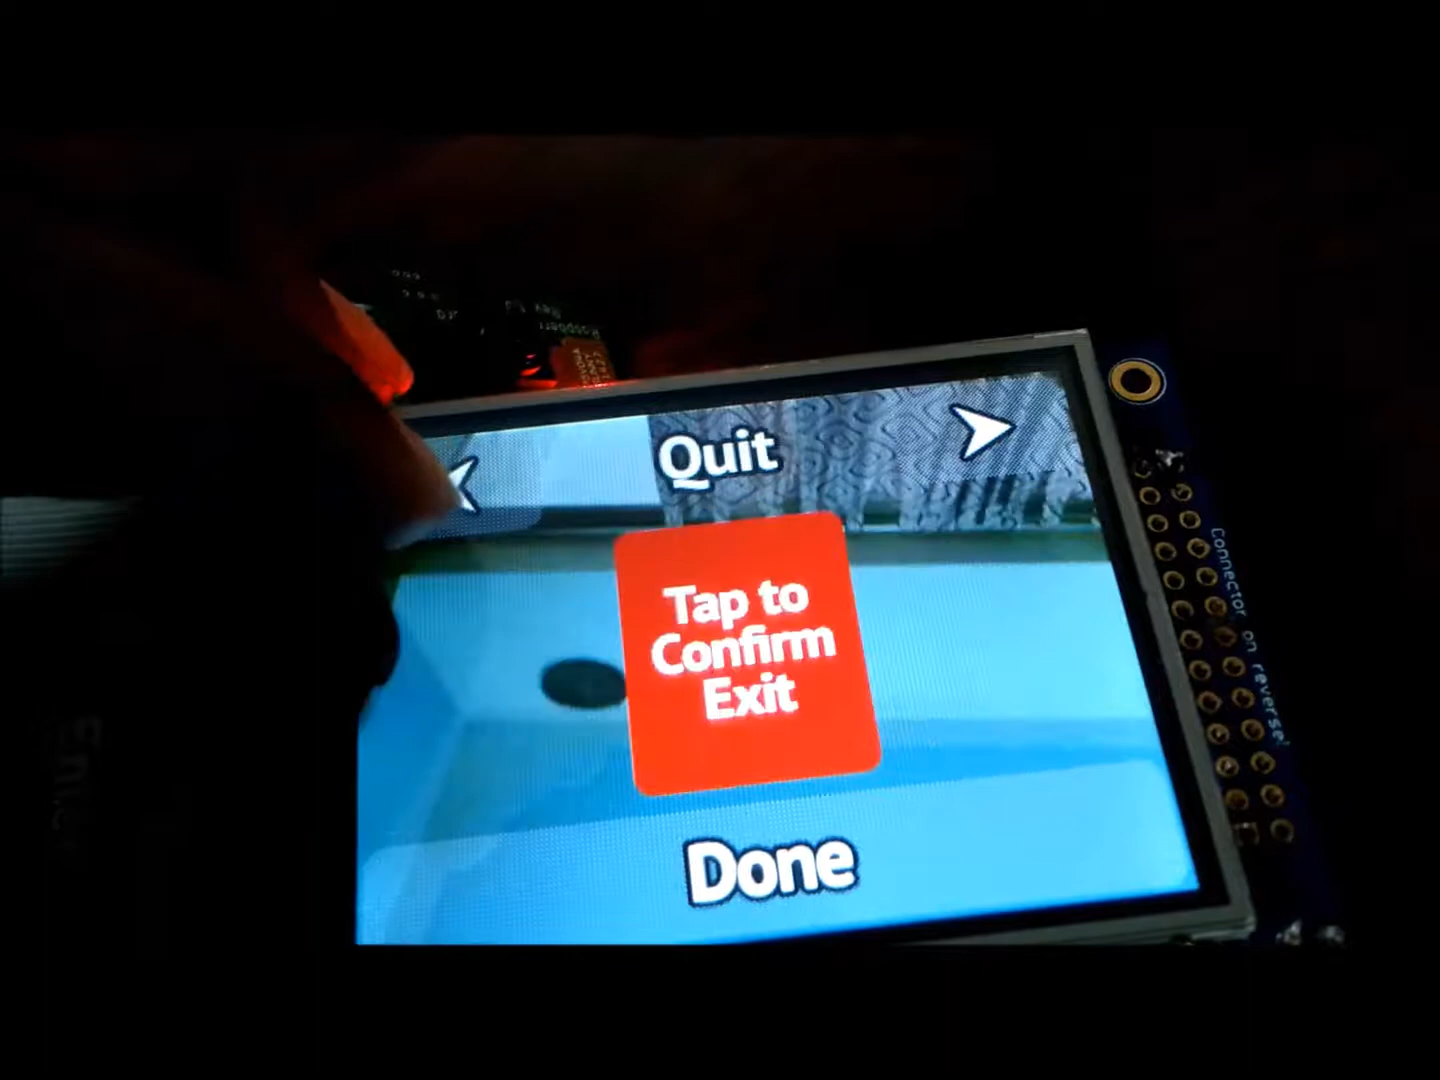 Quit
Tap to
Confirm
Exit
Done
Connector on reverse!